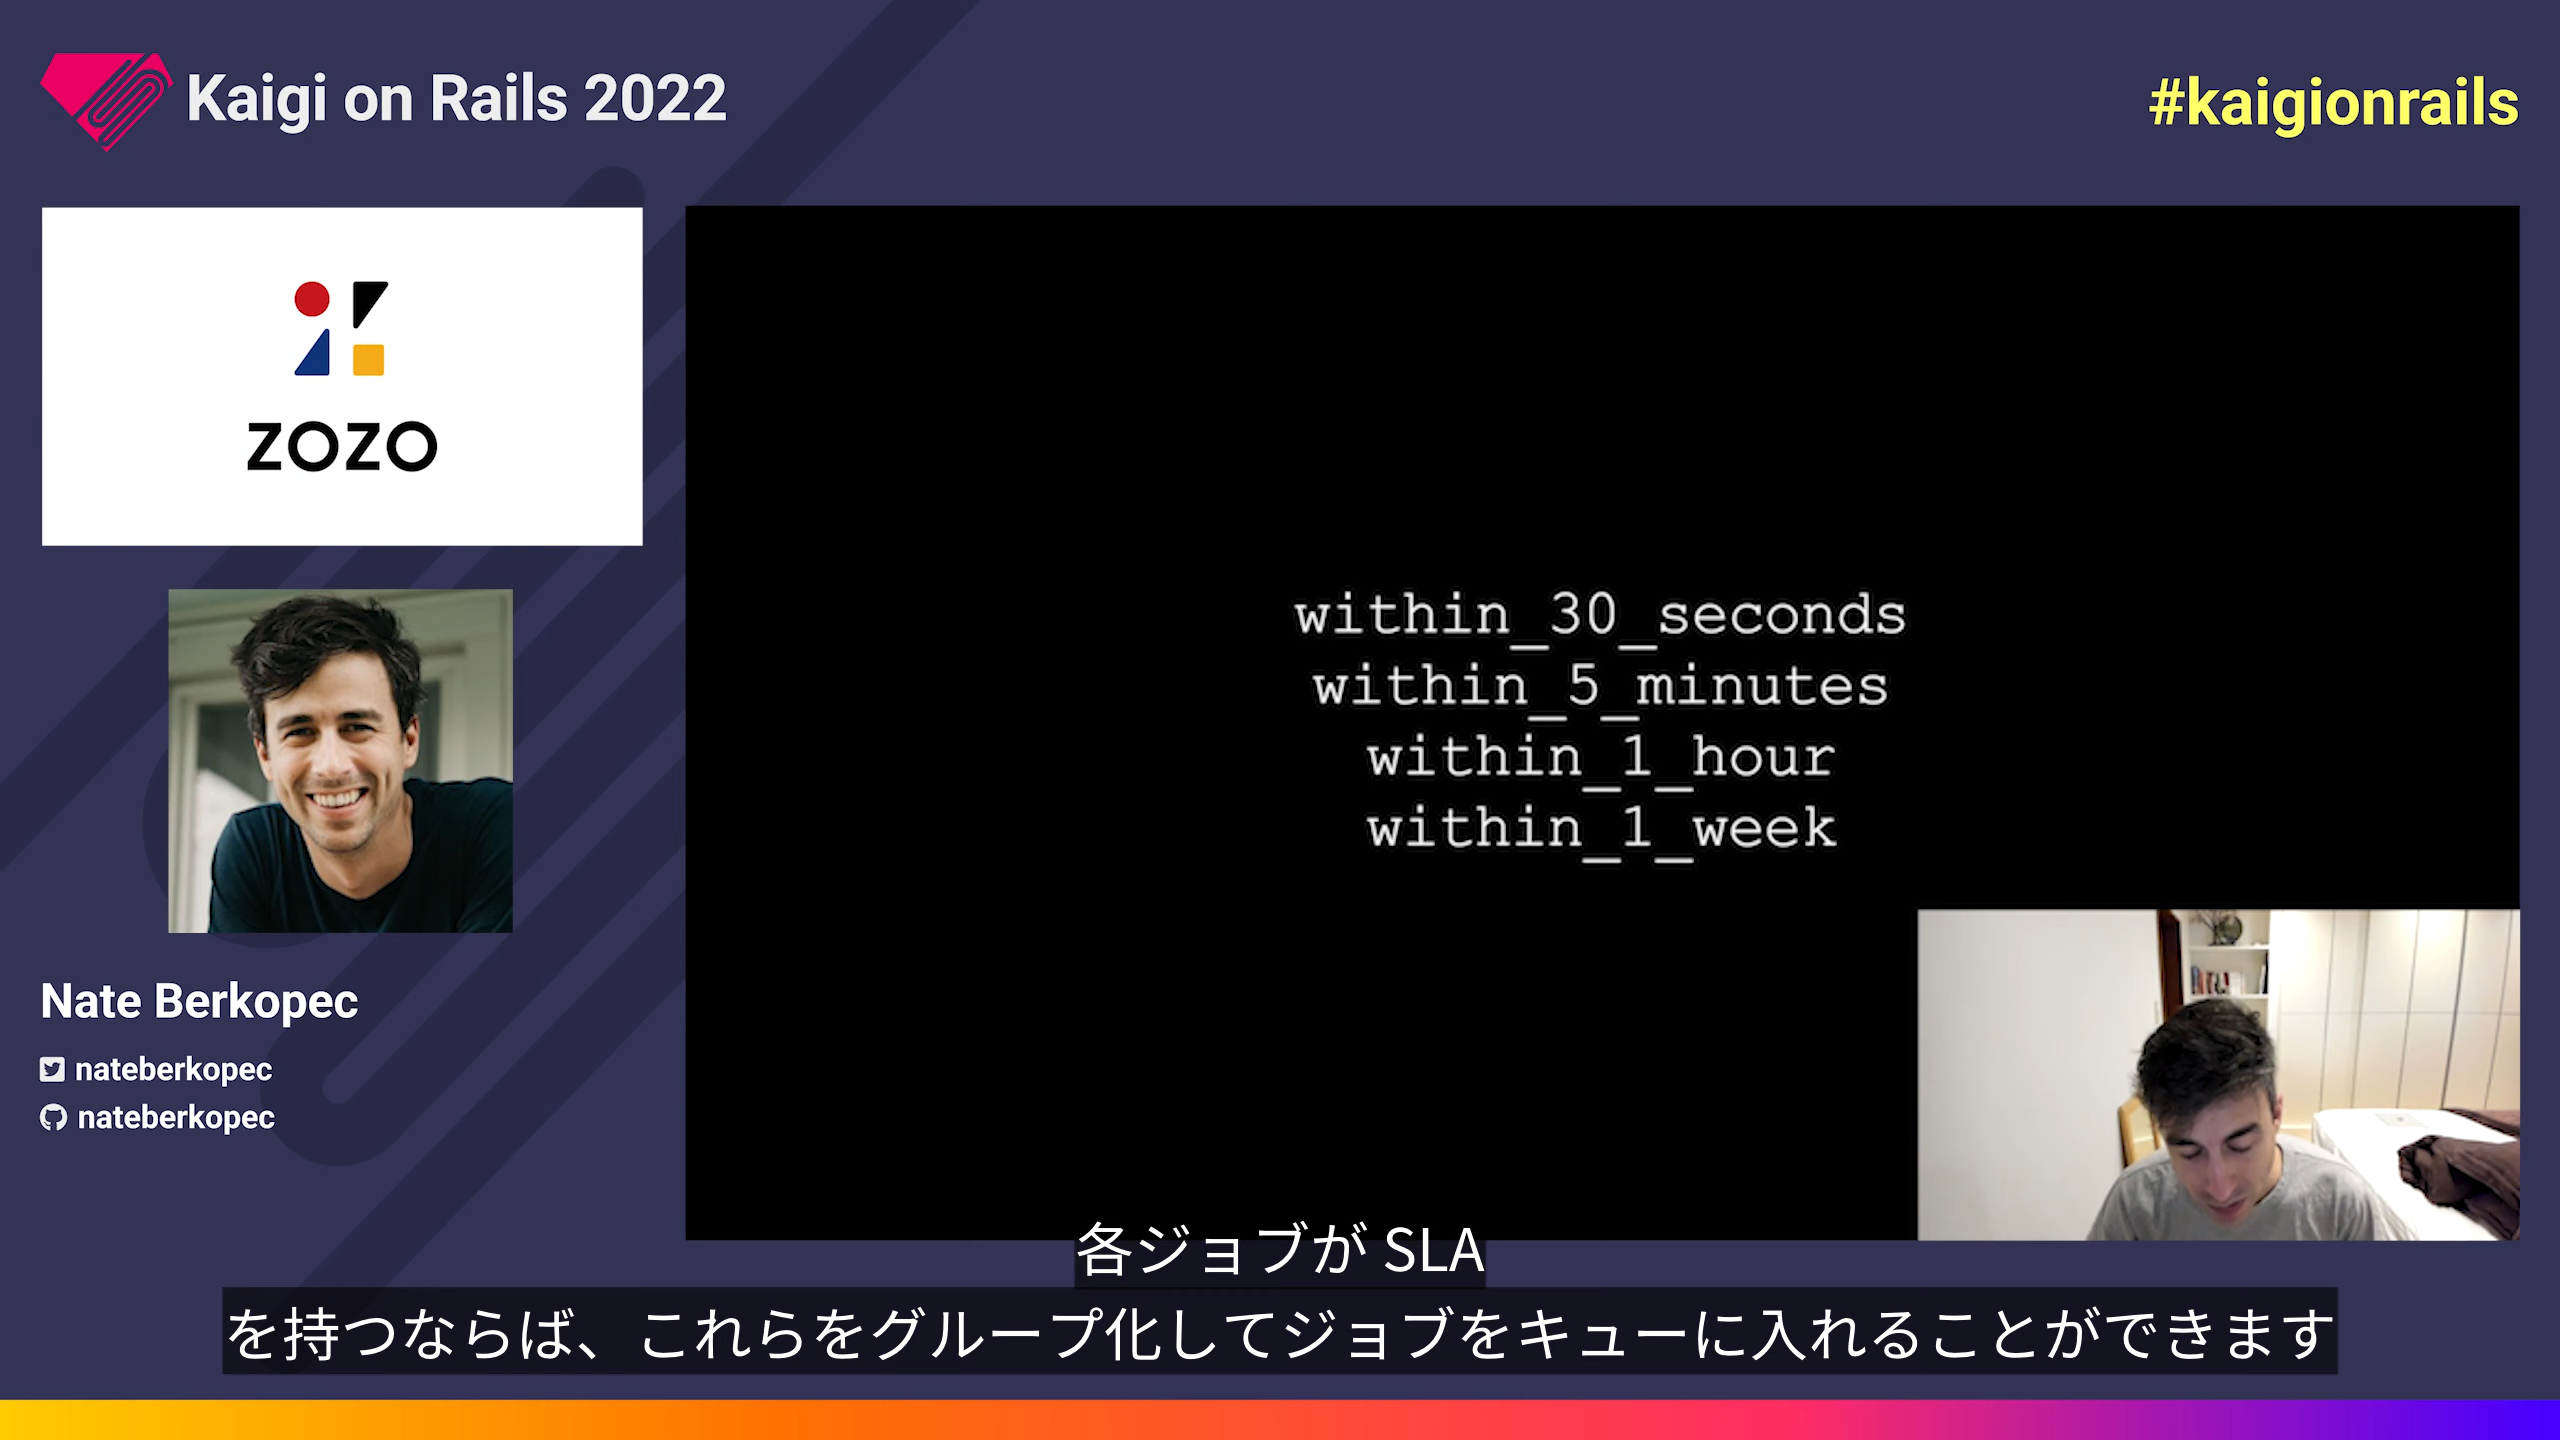 Kaigi on Rails 2022
#kaigionrails
ZOZO
Nate Berkopec
nateberkopec
nateberkopec
within_30_seconds
within_5_minutes
within_1_hour
within_1_week
各ジョブが SLA
を持つならば、これらをグループ化してジョブをキューに入れることができます